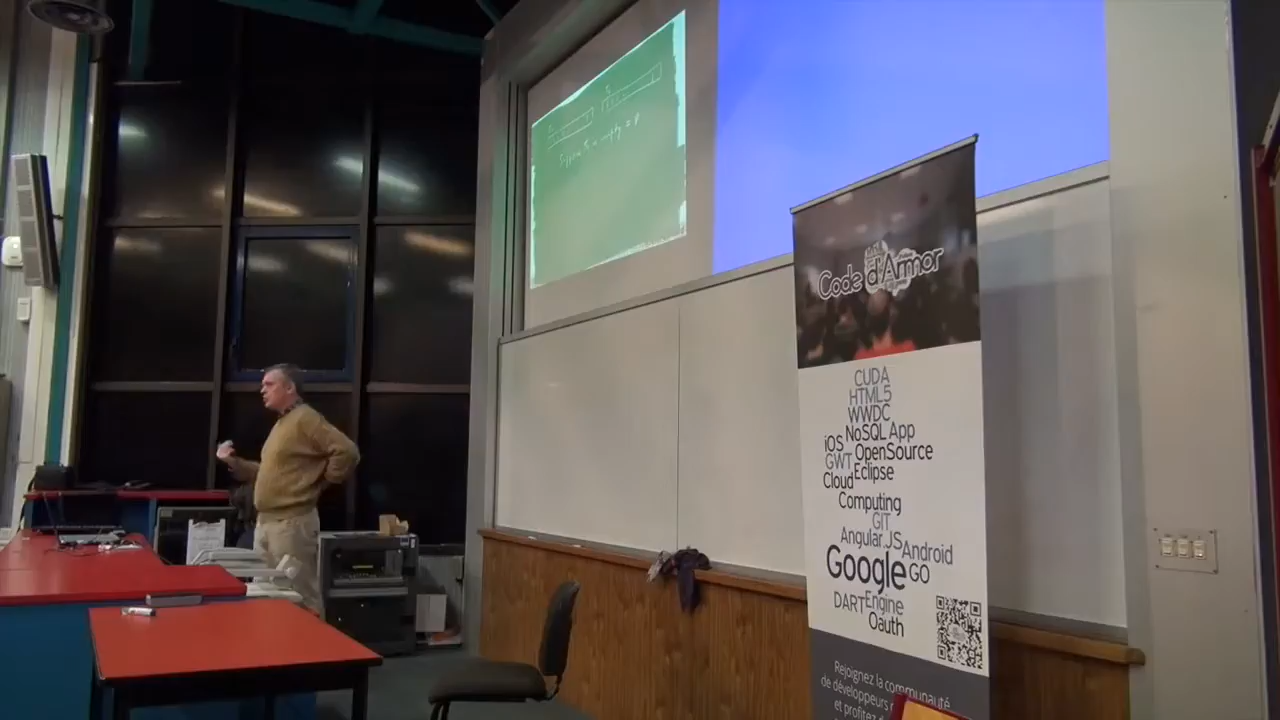 Code d'Armor
CUDA
HTML5
WWDC
NoSQL App
iOS
OpenSource
GWT
Eclipse
Cloud
Computing
GIT
AngularJS
Android
Google
GO
DART
Engine
Oauth
Rejoignez la communauté
de développeurs
et profitez